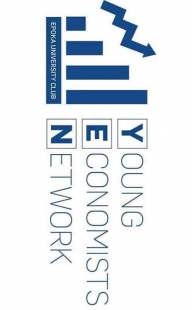 EPOKA UNIVERSITY CLUB
YOUNG
ECONOMISTS
NETWORK